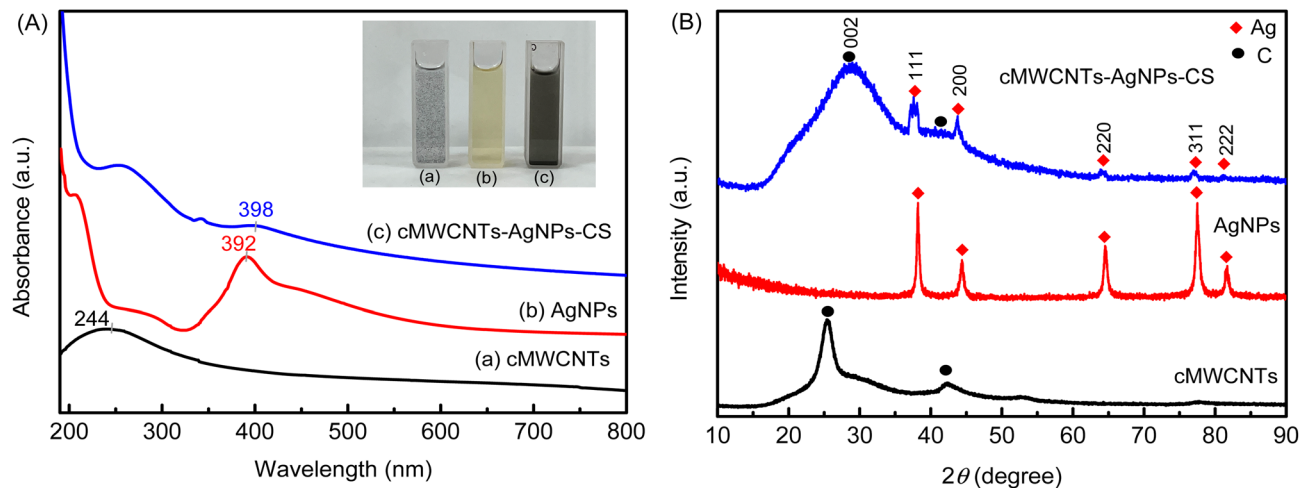 (A)
Absorbance (a.u.)
(a)
(b)
(c)
398
(c) cMWCNTs-AgNPs-CS
392
(b) AgNPs
244
(a) cMWCNTs
200 300 400 500 600 700 800
Wavelength (nm)
(B)
Intensity (a.u.)
Ag
C
002
cMWCNTs-AgNPs-CS
111
200
220
311
222
AgNPs
cMWCNTs
10 20 30 40 50 60 70 80 90
2θ (degree)